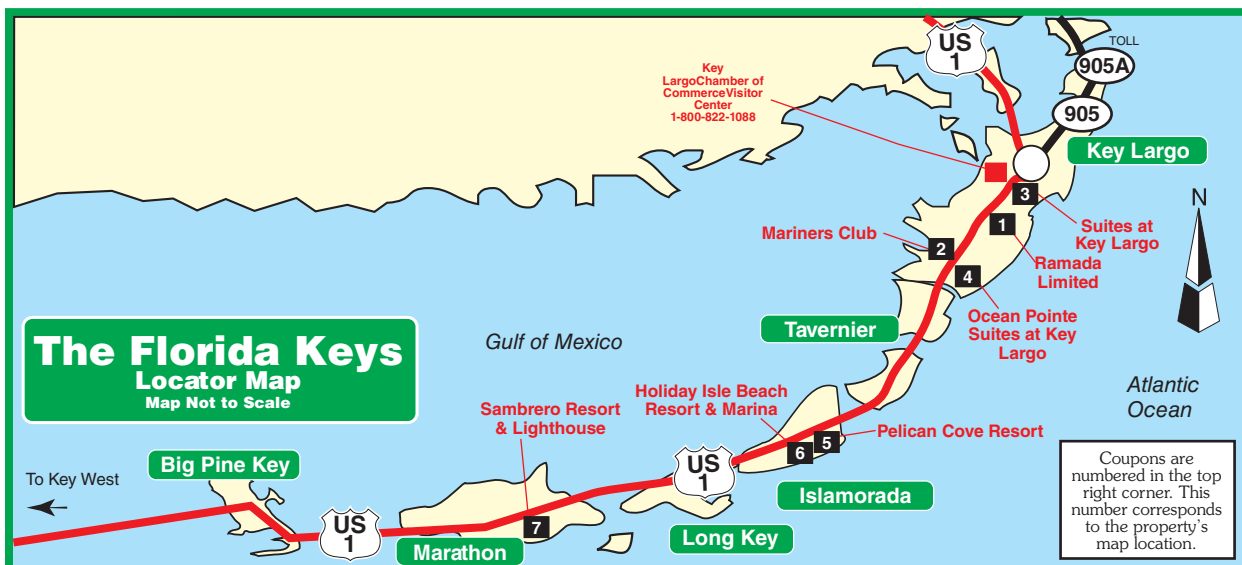 US
1
TOLL
905A
905
Key
LargoChamber of
CommerceVisitor
Center
1-800-822-1088
Key Largo
N
3
Suites at
Key Largo
1
Ramada
Limited
Mariners Club
2
4
Ocean Pointe
Suites at Key
Largo
Tavernier
The Florida Keys
Locator Map
Map Not to Scale
Gulf of Mexico
Atlantic
Ocean
Holiday Isle Beach
Resort & Marina
Sambrero Resort
& Lighthouse
Pelican Cove Resort
5
6
US
1
Islamorada
Big Pine Key
To Key West
US
1
7
Marathon
Long Key
Coupons are
numbered in the top
right corner. This
number corresponds
to the property's
map location.